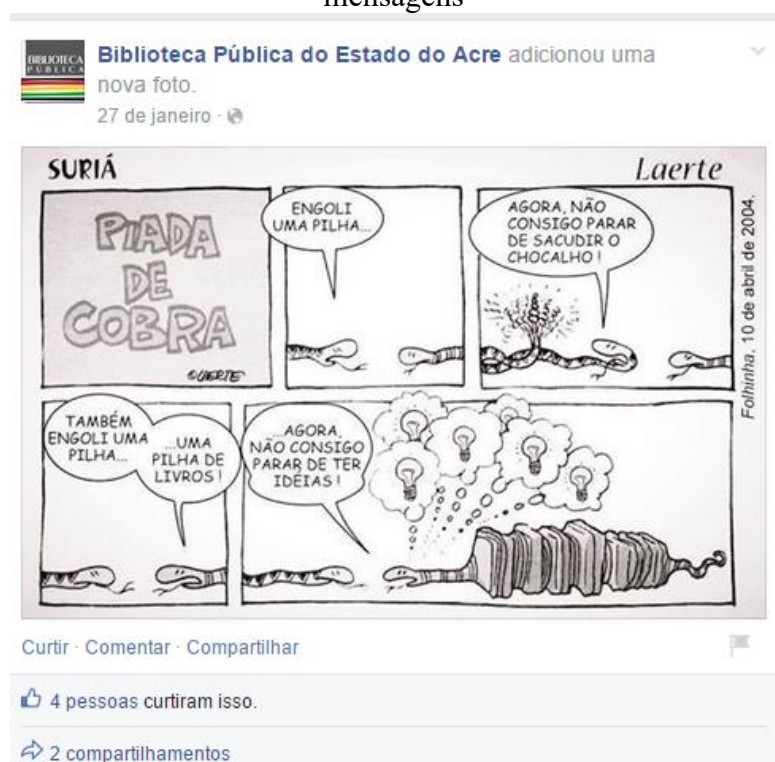 mensagens
BIBLIOTECA
PÚBLICA
Biblioteca Pública do Estado do Acre adicionou uma
nova foto.
27 de janeiro ·
SURIÁ
Laerte
PIADA
DE
COBRA
©LAERTE
ENGOLI
UMA PILHA...
AGORA, NÃO
CONSIGO PARAR
DE SACUDIR O
CHOCALHO !
Folhinha, 10 de abril de 2004.
TAMBÉM
ENGOLI UMA
PILHA...
...UMA
PILHA DE
LIVROS !
...AGORA,
NÃO CONSIGO
PARAR DE TER
IDÉIAS !
Curtir · Comentar · Compartilhar
4 pessoas curtiram isso.
2 compartilhamentos